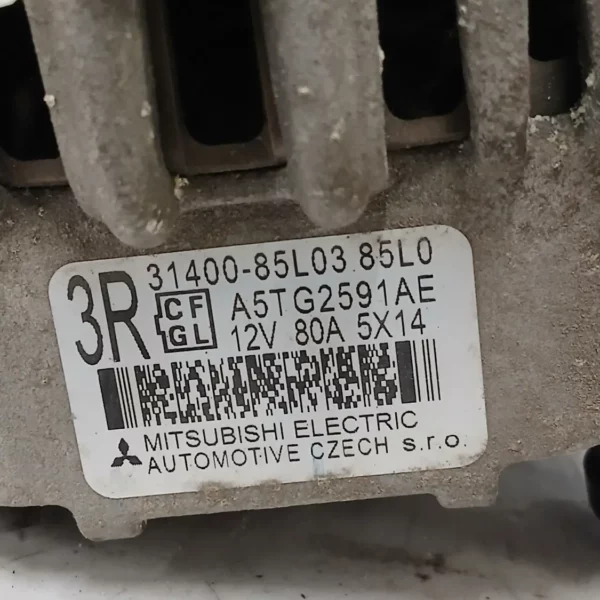 3R
31400-85L03 85L0
CF
GL
A5TG2591AE
12V 80A 5X14
MITSUBISHI ELECTRIC
AUTOMOTIVE CZECH s.r.o.